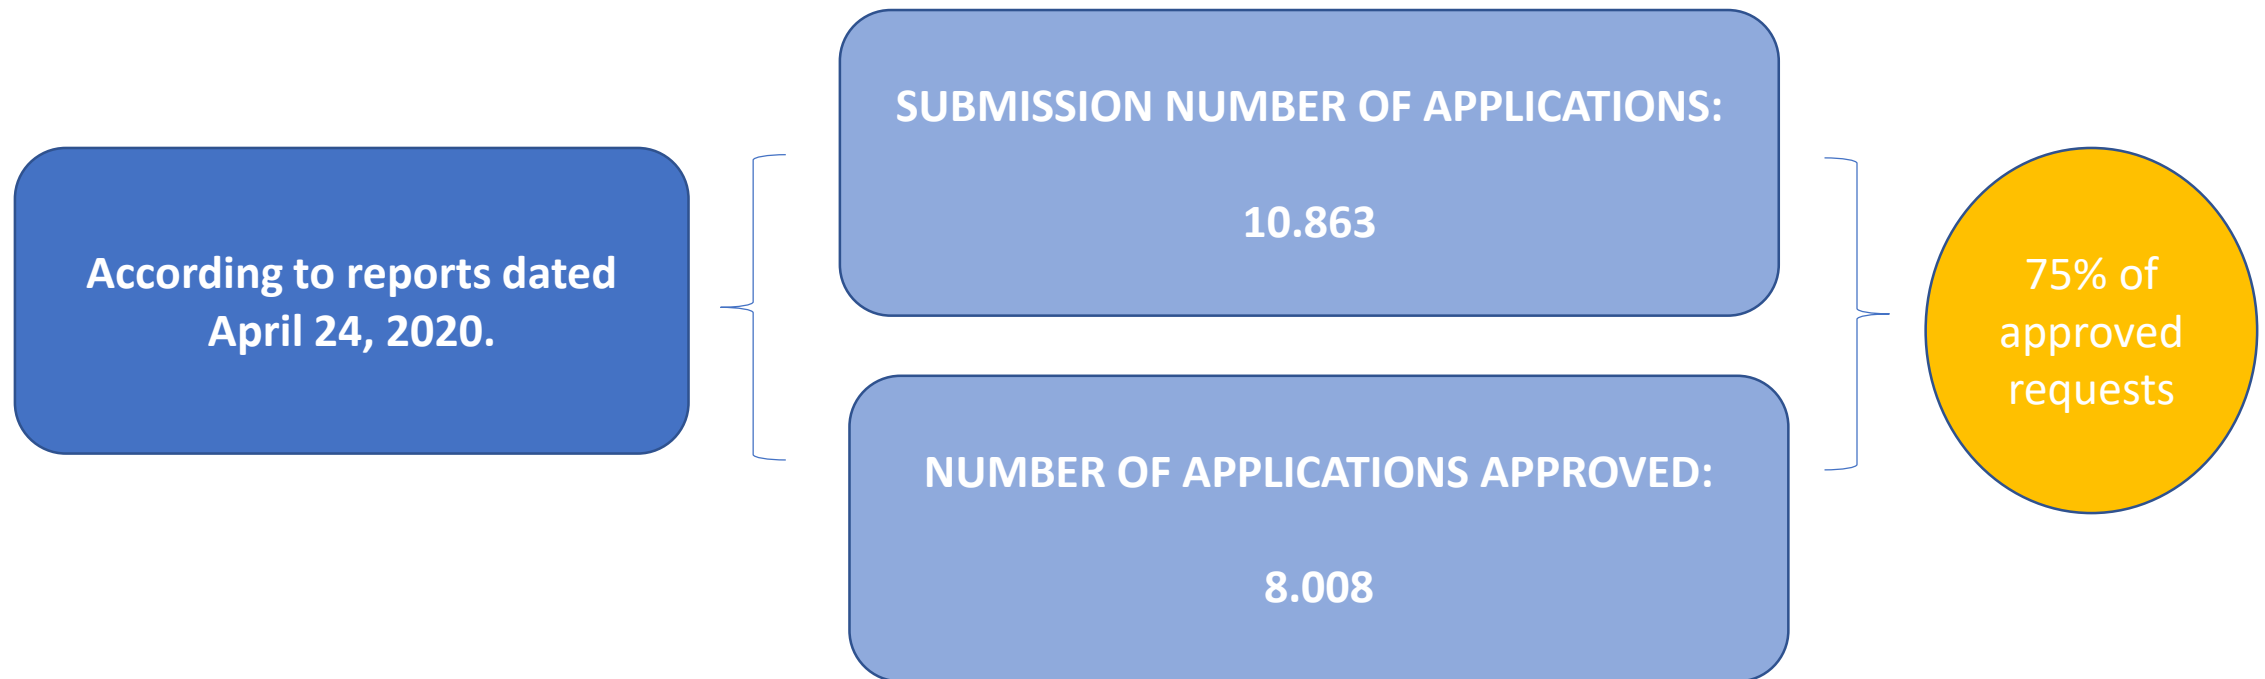 According to reports dated
April 24, 2020.
SUBMISSION NUMBER OF APPLICATIONS:
10.863
NUMBER OF APPLICATIONS APPROVED:
8.008
75% of
approved
requests